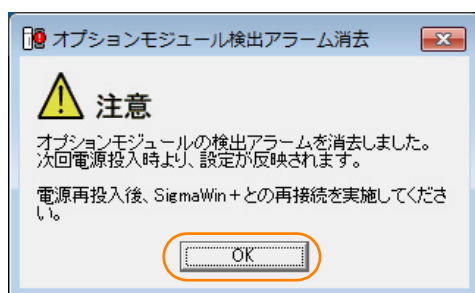 オプションモジュール検出アラーム消去
注意
オプションモジュールの検出アラームを消去しました。
次回電源投入時より、設定が反映されます。
電源再投入後、SigmaWin+との再接続を実施してくださ
い。
OK